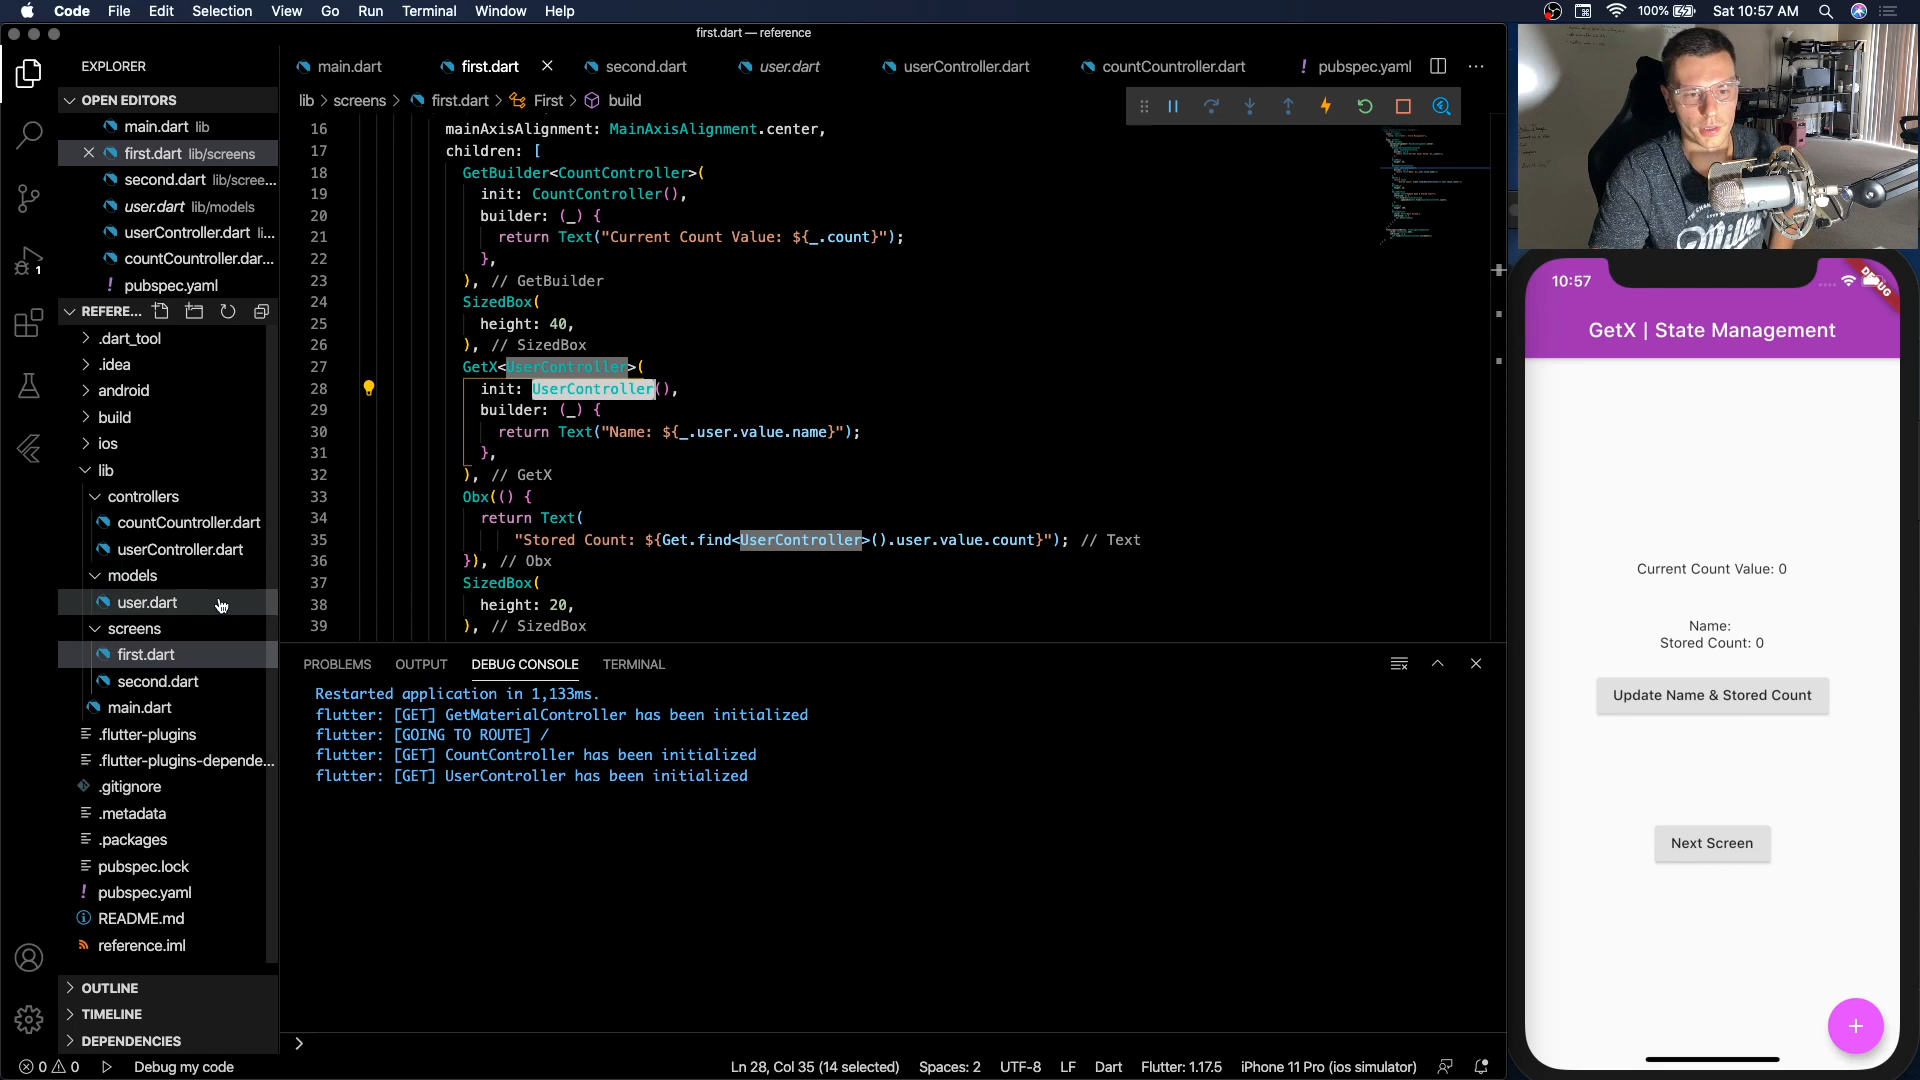 Code File Edit Selection View Go Run Terminal Window Help
100% Sat 10:57 AM
first.dart — reference
EXPLORER
main.dart first.dart second.dart user.dart userController.dart countCountroller.dart ! pubspec.yaml
lib > screens > first.dart > First > build
OPEN EDITORS
main.dart lib
first.dart lib/screens
second.dart lib/scree...
user.dart lib/models
userController.dart li...
countCountroller.dar...
! pubspec.yaml
1
REFERE...
.dart_tool
.idea
android
build
ios
lib
controllers
countCountroller.dart
userController.dart
models
user.dart
screens
first.dart
second.dart
main.dart
.flutter-plugins
.flutter-plugins-depende...
.gitignore
.metadata
.packages
pubspec.lock
! pubspec.yaml
README.md
reference.iml
OUTLINE
TIMELINE
DEPENDENCIES
16 mainAxisAlignment: MainAxisAlignment.center,
17 children: [
18 GetBuilder<CountController>(
19 init: CountController(),
20 builder: (_) {
21 return Text("Current Count Value: ${_.count}");
22 },
23 ), // GetBuilder
24 SizedBox(
25 height: 40,
26 ), // SizedBox
27 GetX<UserController>(
28 init: UserController(),
29 builder: (_) {
30 return Text("Name: ${_.user.value.name}");
31 },
32 ), // GetX
33 Obx(() {
34 return Text(
35 "Stored Count: ${Get.find<UserController>().user.value.count}"); // Text
36 }), // Obx
37 SizedBox(
38 height: 20,
39 ), // SizedBox
PROBLEMS OUTPUT DEBUG CONSOLE TERMINAL
Restarted application in 1,133ms.
flutter: [GET] GetMaterialController has been initialized
flutter: [GOING TO ROUTE] /
flutter: [GET] CountController has been initialized
flutter: [GET] UserController has been initialized
>
0 0 Debug my code Ln 28, Col 35 (14 selected) Spaces: 2 UTF-8 LF Dart Flutter: 1.17.5 iPhone 11 Pro (ios simulator)
Miller
10:57
DEBUG
GetX | State Management
Current Count Value: 0
Name:
Stored Count: 0
Update Name & Stored Count
Next Screen
+